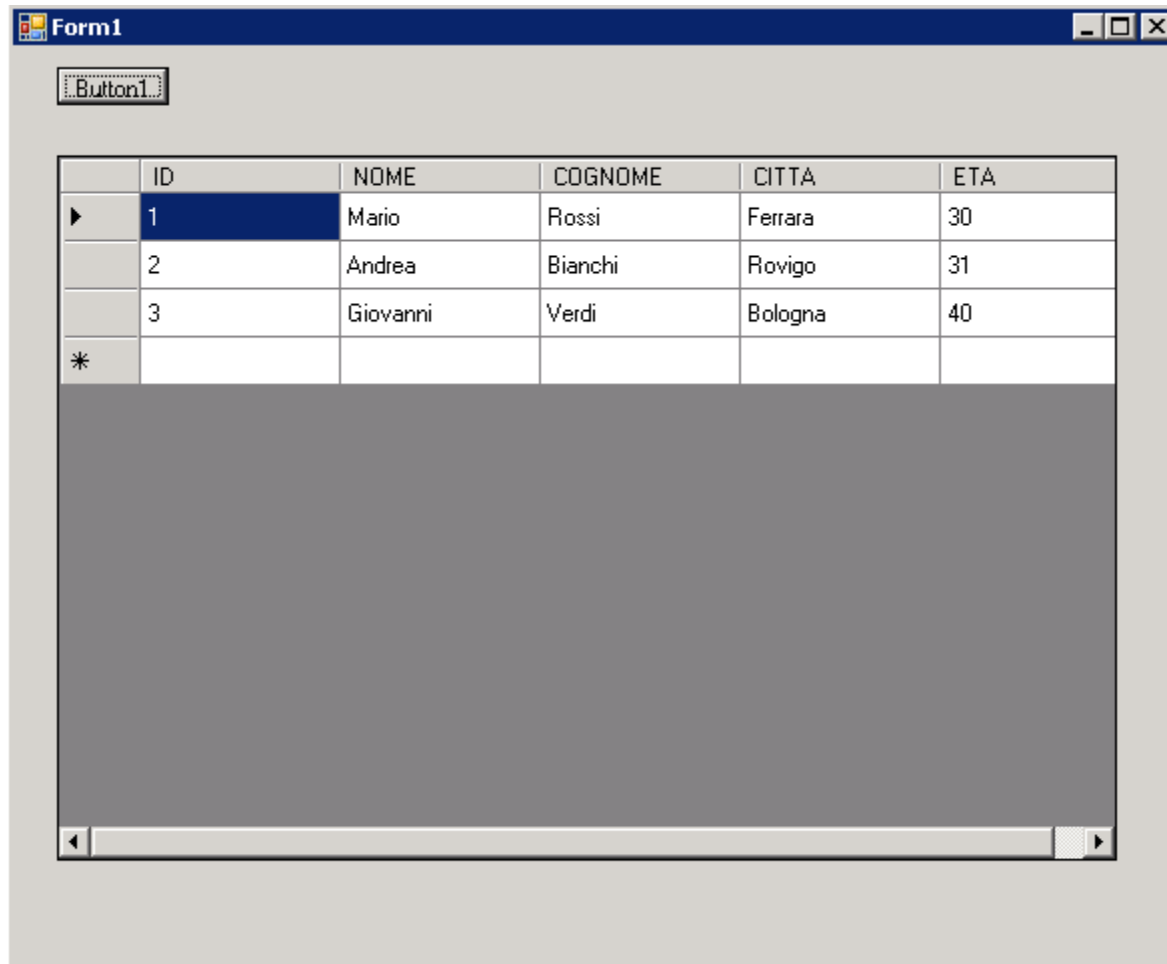 Form1
Button1
ID NOME COGNOME CITTA ETA
1 Mario Rossi Ferrara 30
2 Andrea Bianchi Rovigo 31
3 Giovanni Verdi Bologna 40